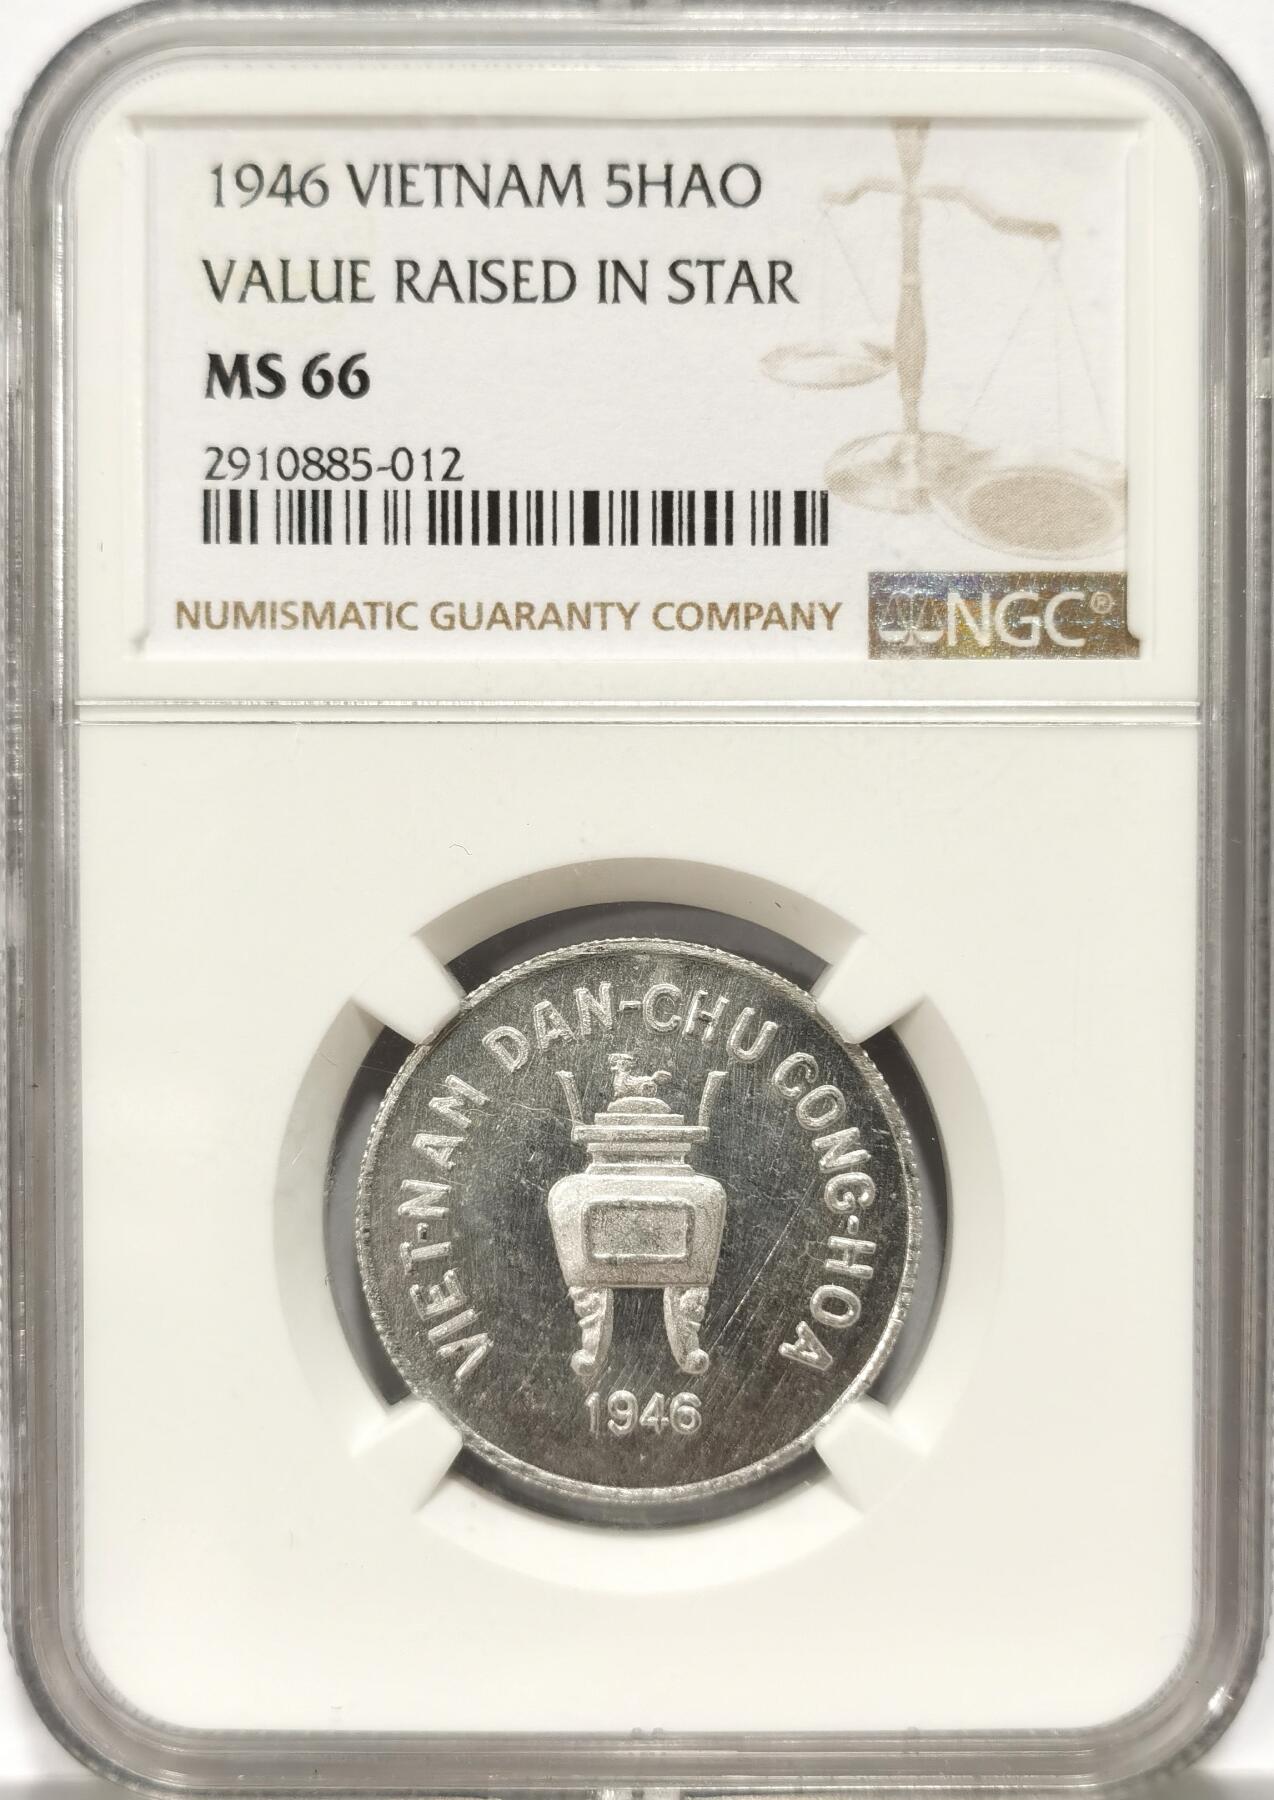 1946 VIETNAM 5HAO
VALUE RAISED IN STAR
MS 66
2910885-012
NUMISMATIC GUARANTY COMPANY
NGC®
VIET-NAM DAN-CHU CONG-HOA
1946